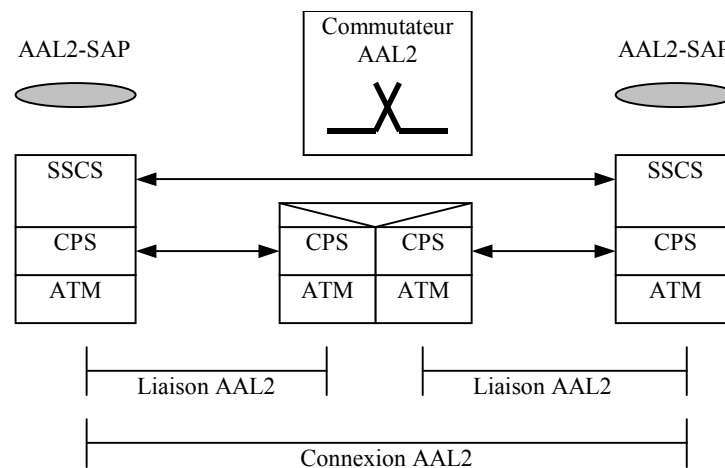 Commutateur
AAL2
AAL2-SAP
AAL2-SAP
SSCS
SSCS
CPS
CPS
CPS
CPS
ATM
ATM
ATM
ATM
Liaison AAL2
Liaison AAL2
Connexion AAL2